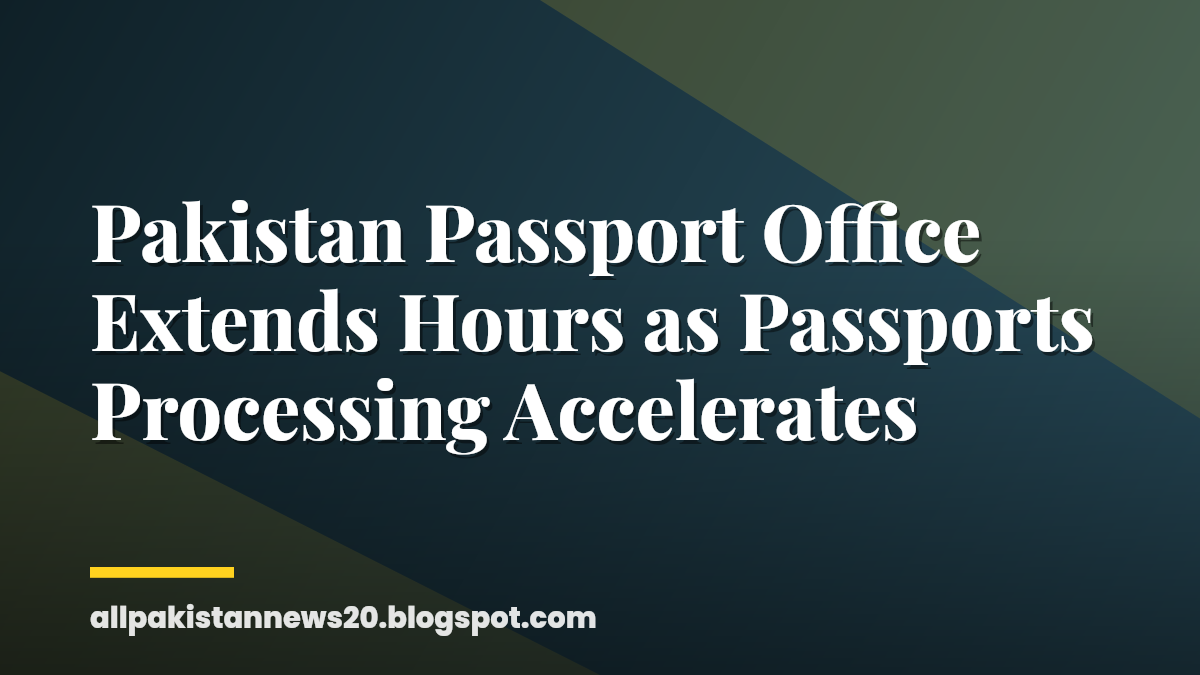 Pakistan Passport Office
Extends Hours as Passports
Processing Accelerates
allpakistannews20.blogspot.com